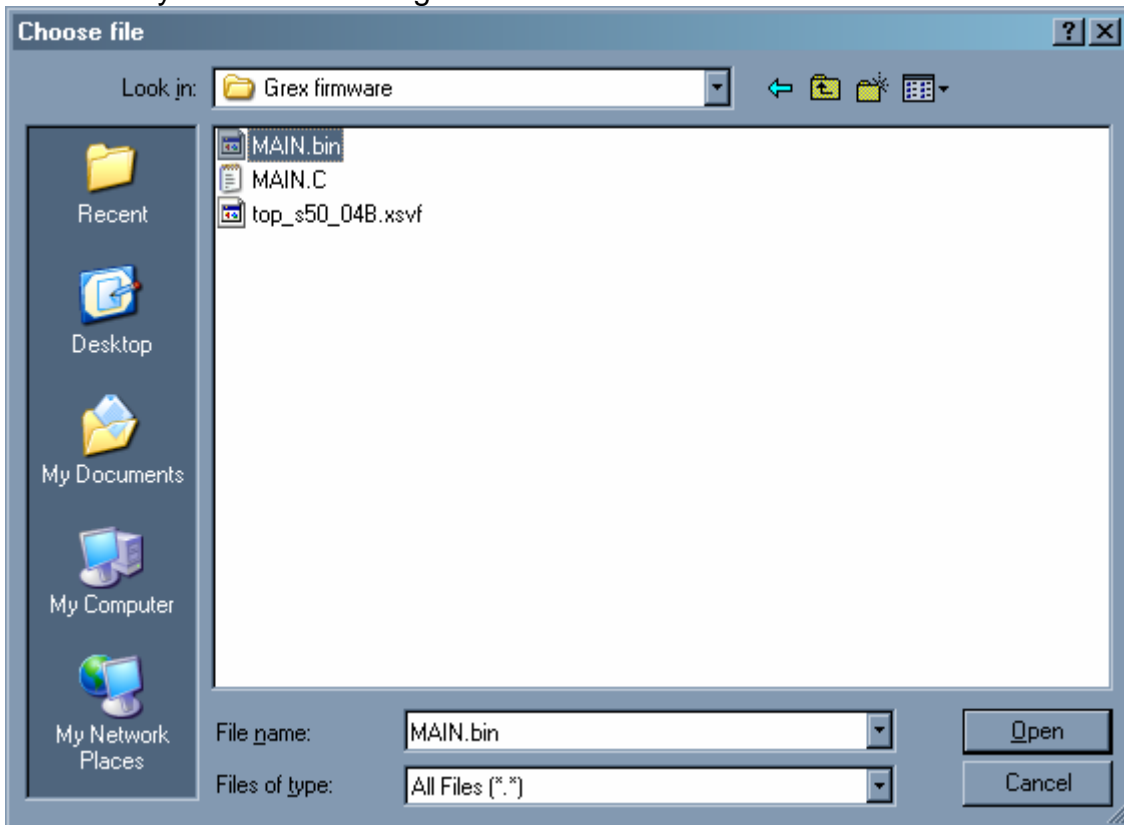 Choose file
Look in:
Grex firmware
MAIN.bin
MAIN.C
top_s50_04B.xsvf
Recent
Desktop
My Documents
My Computer
My Network
Places
File name:
MAIN.bin
Open
Files of type:
All Files (*.*)
Cancel